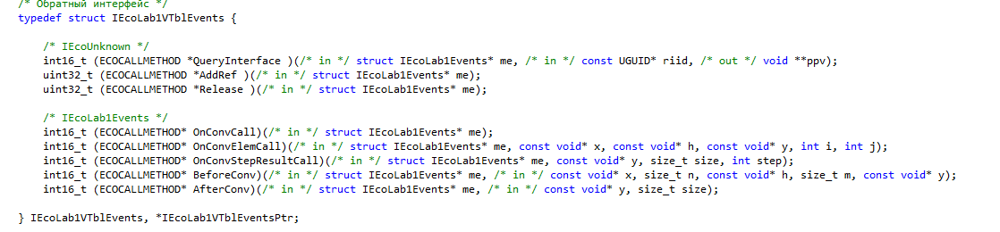 /* Обратный интерфейс */
typedef struct IEcoLab1VTblEvents {
/* IEcoUnknown */
int16_t (ECOCALLMETHOD *QueryInterface )(/* in */ struct IEcoLab1Events* me, /* in */ const UGUID* riid, /* out */ void **ppv);
uint32_t (ECOCALLMETHOD *AddRef )(/* in */ struct IEcoLab1Events* me);
uint32_t (ECOCALLMETHOD *Release )(/* in */ struct IEcoLab1Events* me);
/* IEcoLab1Events */
int16_t (ECOCALLMETHOD* OnConvCall)(/* in */ struct IEcoLab1Events* me);
int16_t (ECOCALLMETHOD* OnConvElemCall)(/* in */ struct IEcoLab1Events* me, const void* x, const void* h, const void* y, int i, int j);
int16_t (ECOCALLMETHOD* OnConvStepResultCall)(/* in */ struct IEcoLab1Events* me, const void* y, size_t size, int step);
int16_t (ECOCALLMETHOD* BeforeConv)(/* in */ struct IEcoLab1Events* me, /* in */ const void* x, size_t n, const void* h, size_t m, const void* y);
int16_t (ECOCALLMETHOD* AfterConv)(/* in */ struct IEcoLab1Events* me, /* in */ const void* y, size_t size);
} IEcoLab1VTblEvents, *IEcoLab1VTblEventsPtr;